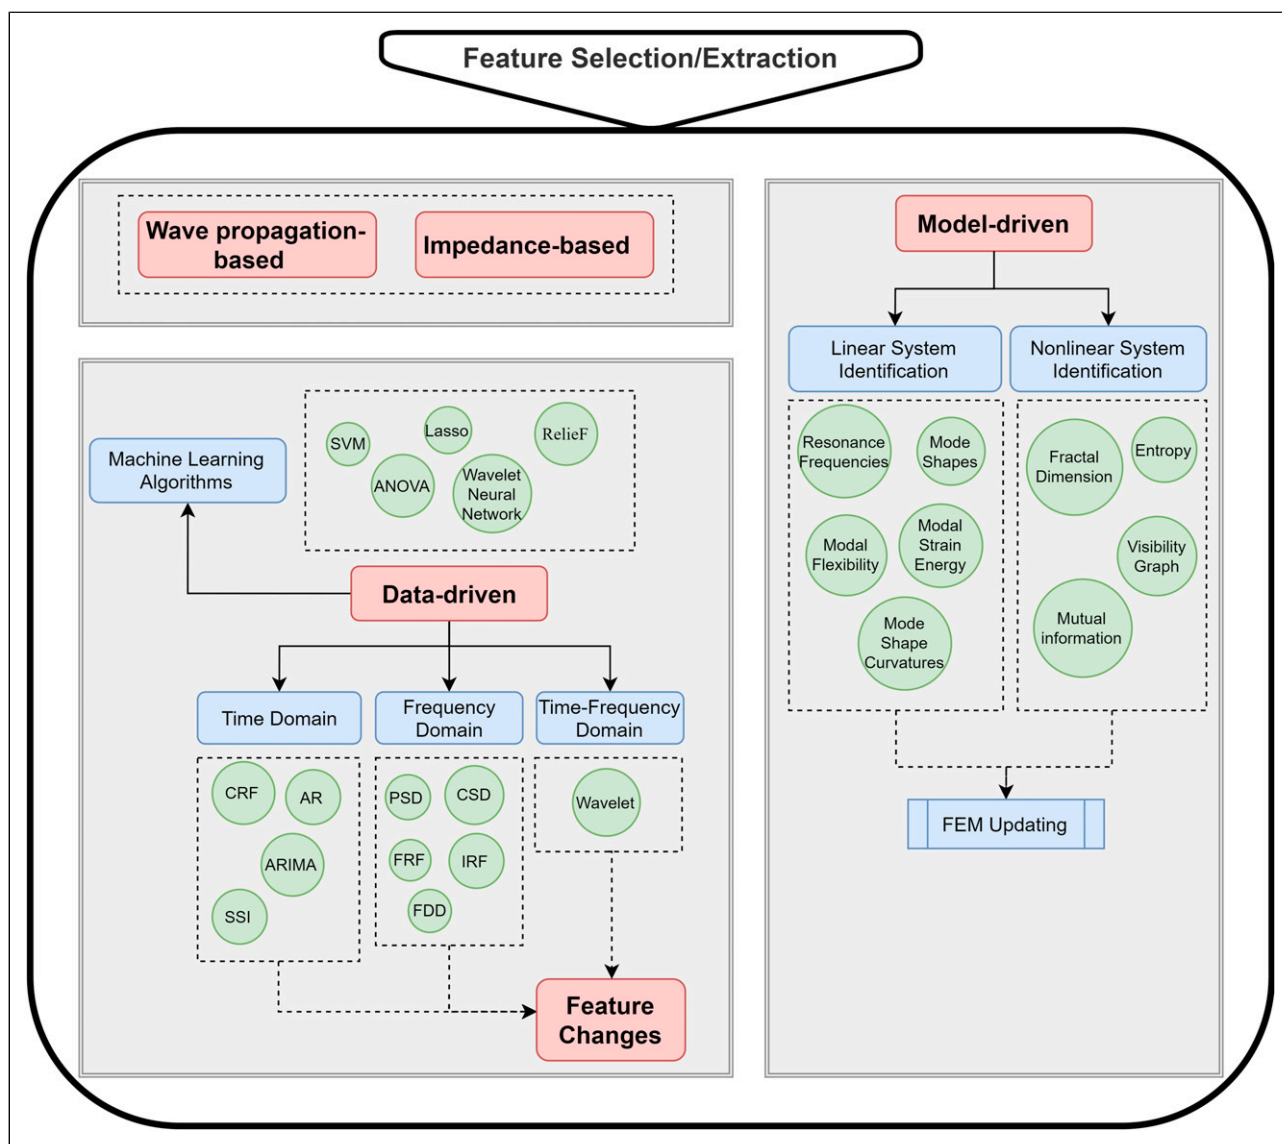 Feature Selection/Extraction
Wave propagation-
based
Impedance-based
Model-driven
Linear System
Identification
Nonlinear System
Identification
Resonance
Frequencies
Mode
Shapes
Modal
Flexibility
Modal
Strain
Energy
Mode
Shape
Curvatures
Fractal
Dimension
Entropy
Visibility
Graph
Mutual
information
FEM Updating
Machine Learning
Algorithms
SVM
Lasso
RelieF
ANOVA
Wavelet
Neural
Network
Data-driven
Time Domain
Frequency
Domain
Time-Frequency
Domain
CRF
AR
ARIMA
SSI
PSD
CSD
FRF
IRF
FDD
Wavelet
Feature
Changes